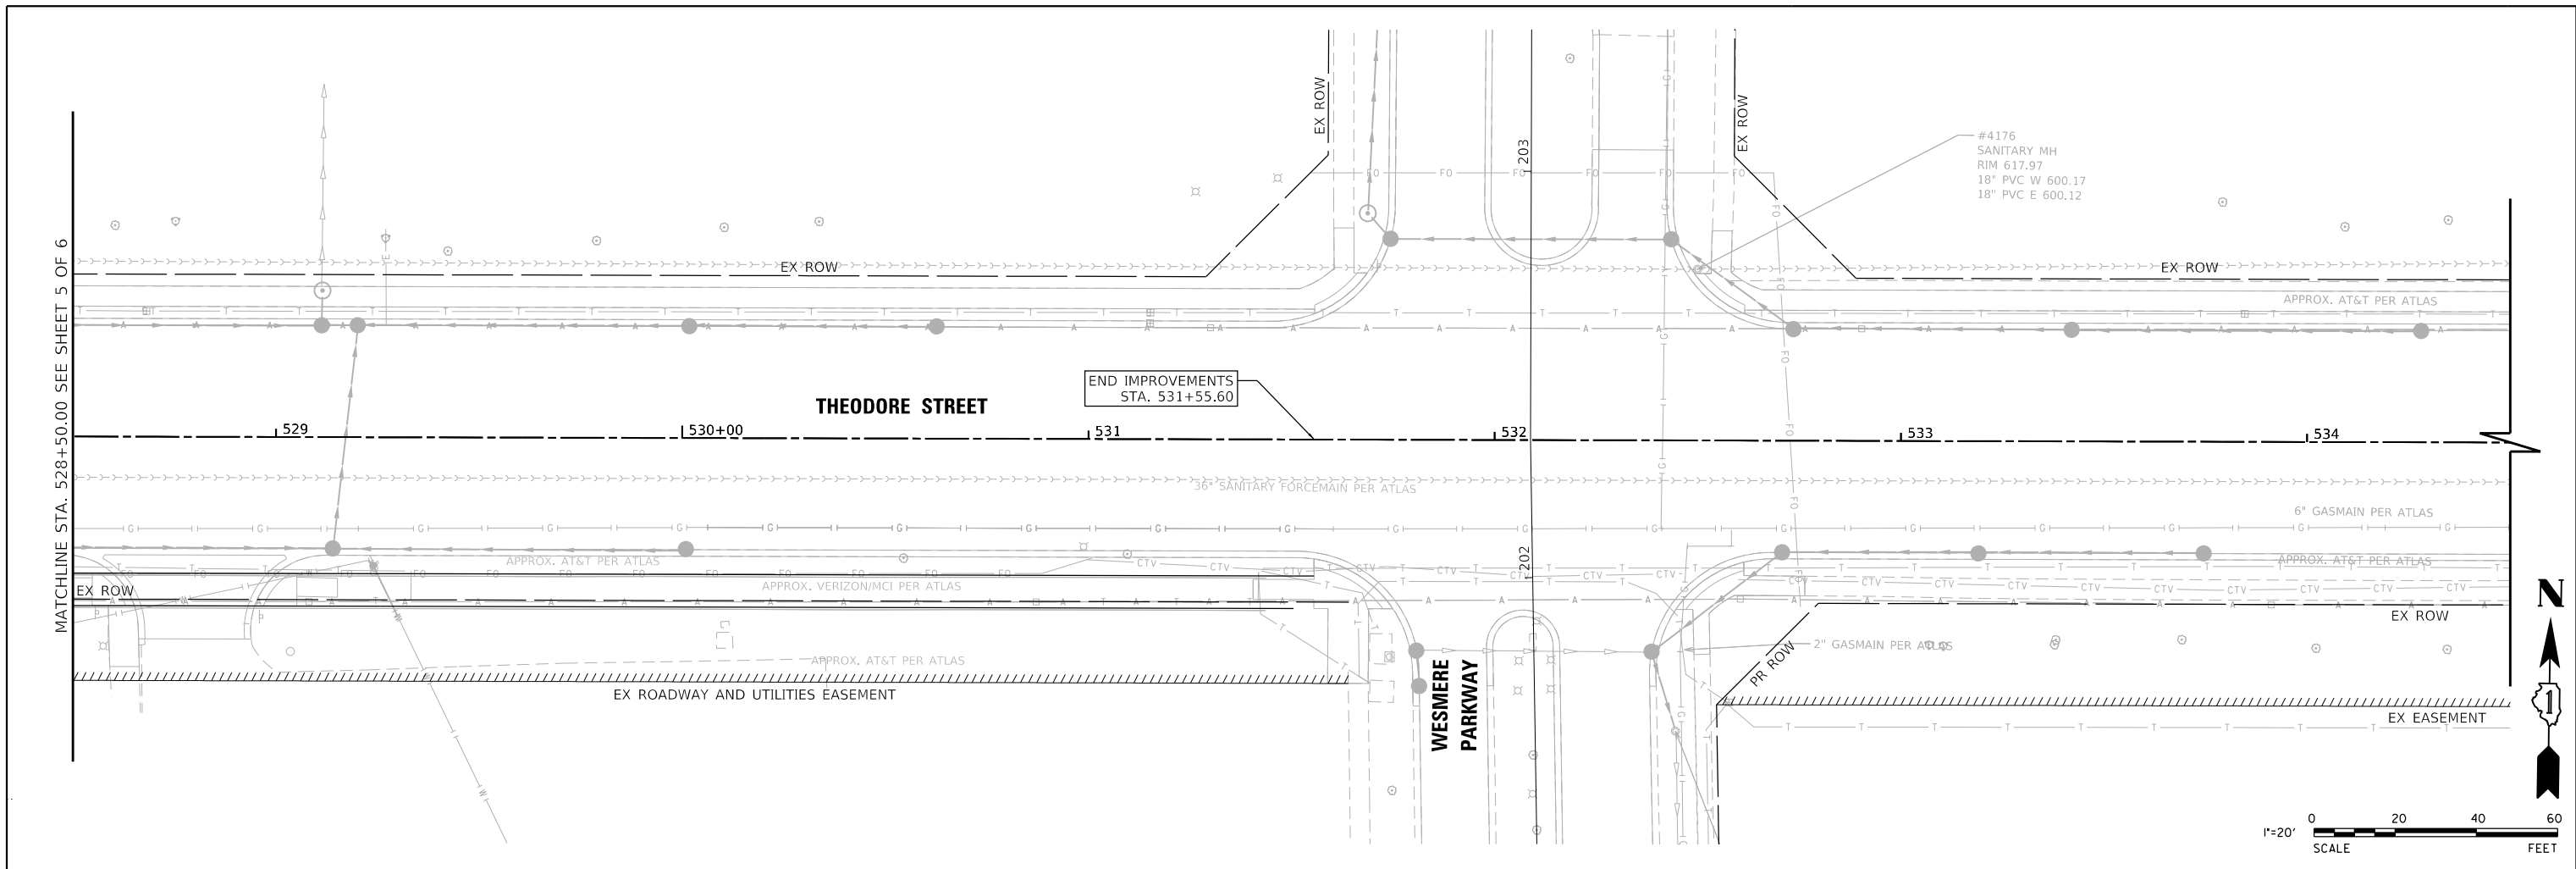 MATCHLINE STA. 528+50.00 SEE SHEET 5 OF 6
EX ROW
EX ROW
203
#4176
SANITARY MH
RIM 617.97
18" PVC W 600.17
18" PVC E 600.12
EX ROW
EX ROW
APPROX. AT&T PER ATLAS
END IMPROVEMENTS
STA. 531+55.60
THEODORE STREET
529
530+00
531
532
533
534
36" SANITARY FORCEMAIN PER ATLAS
6" GASMAIN PER ATLAS
APPROX. AT&T PER ATLAS
APPROX. AT&T PER ATLAS
APPROX. VERIZON/MCI PER ATLAS
202
EX ROW
EX ROW
2" GASMAIN PER ATLAS
APPROX. AT&T PER ATLAS
PR ROW
EX ROADWAY AND UTILITIES EASEMENT
WESMERE
PARKWAY
EX EASEMENT
N
1
0 20 40 60
1"=20'
SCALE FEET